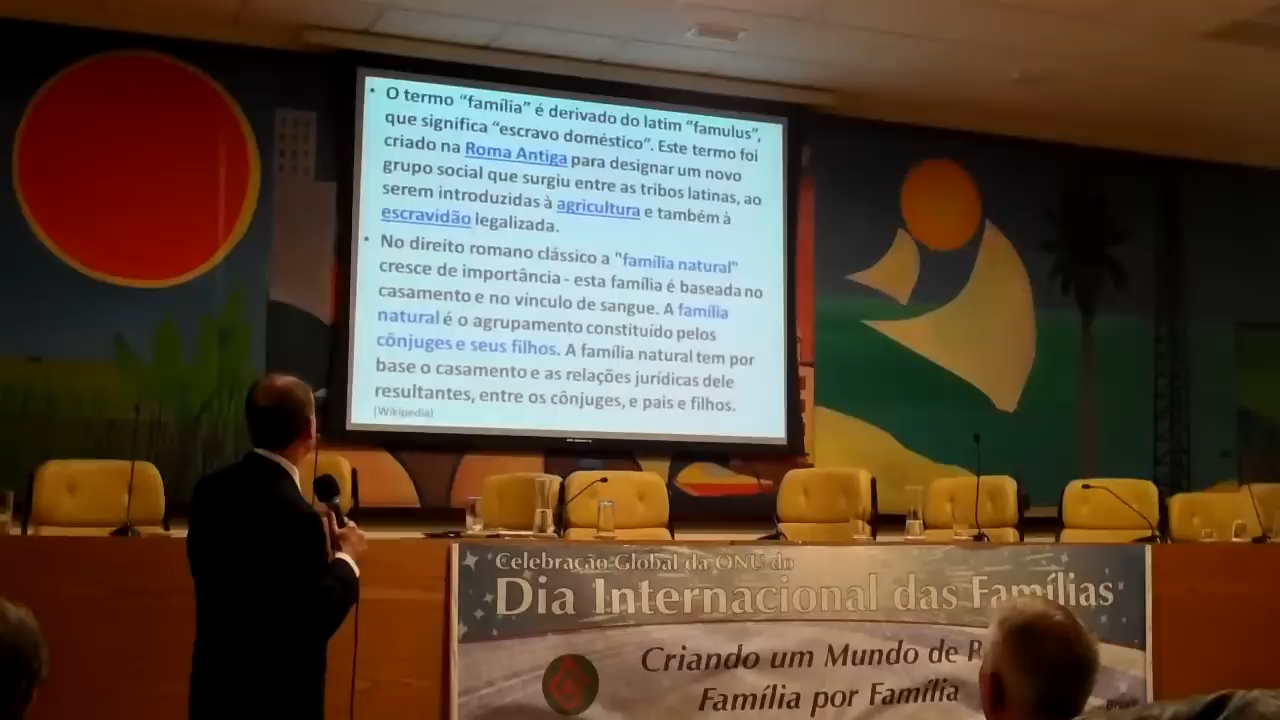 • O termo “família” é derivado do latim “famulus”,
que significa “escravo doméstico”. Este termo foi
criado na Roma Antiga para designar um novo
grupo social que surgiu entre as tribos latinas, ao
serem introduzidas à agricultura e também à
escravidão legalizada.
• No direito romano clássico a "família natural"
cresce de importância - esta família é baseada no
casamento e no vínculo de sangue. A família
natural é o agrupamento constituído pelos
cônjuges e seus filhos. A família natural tem por
base o casamento e as relações jurídicas dele
resultantes, entre os cônjuges, e pais e filhos.
(Wikipedia)
Celebração Global da ONU do
Dia Internacional das Famílias
Criando um Mundo de
Família por Família